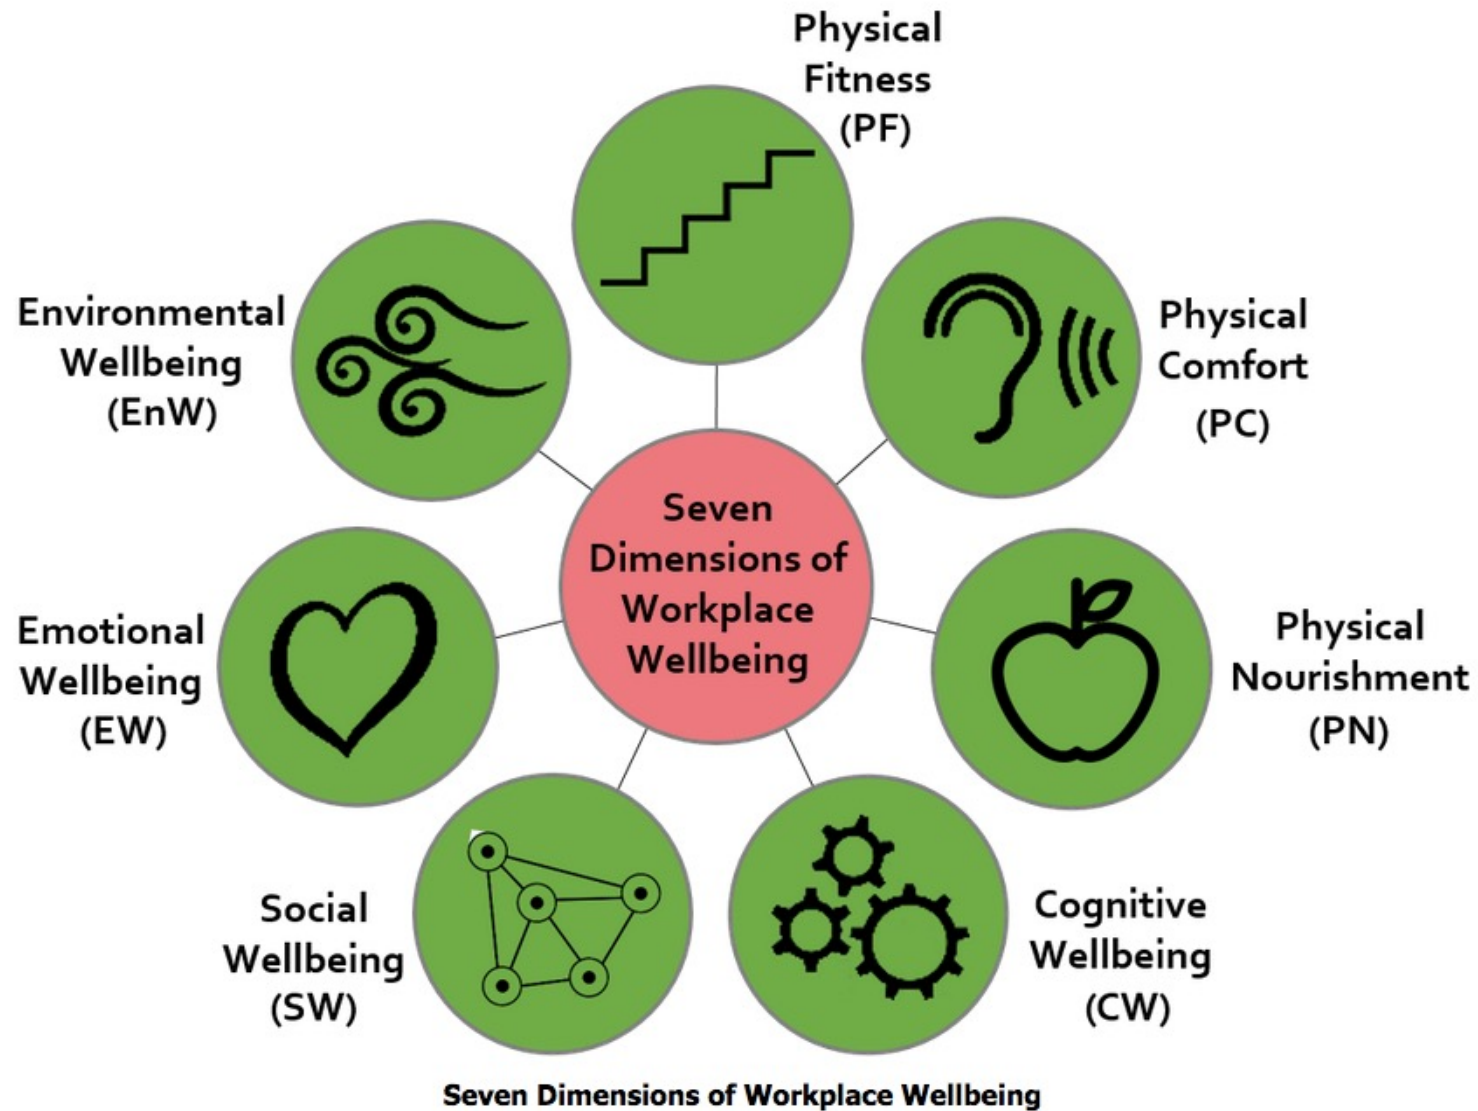 Physical
Fitness
(PF)
Physical
Comfort
(PC)
Physical
Nourishment
(PN)
Cognitive
Wellbeing
(CW)
Social
Wellbeing
(SW)
Emotional
Wellbeing
(EW)
Environmental
Wellbeing
(EnW)
Seven
Dimensions of
Workplace
Wellbeing
Seven Dimensions of Workplace Wellbeing